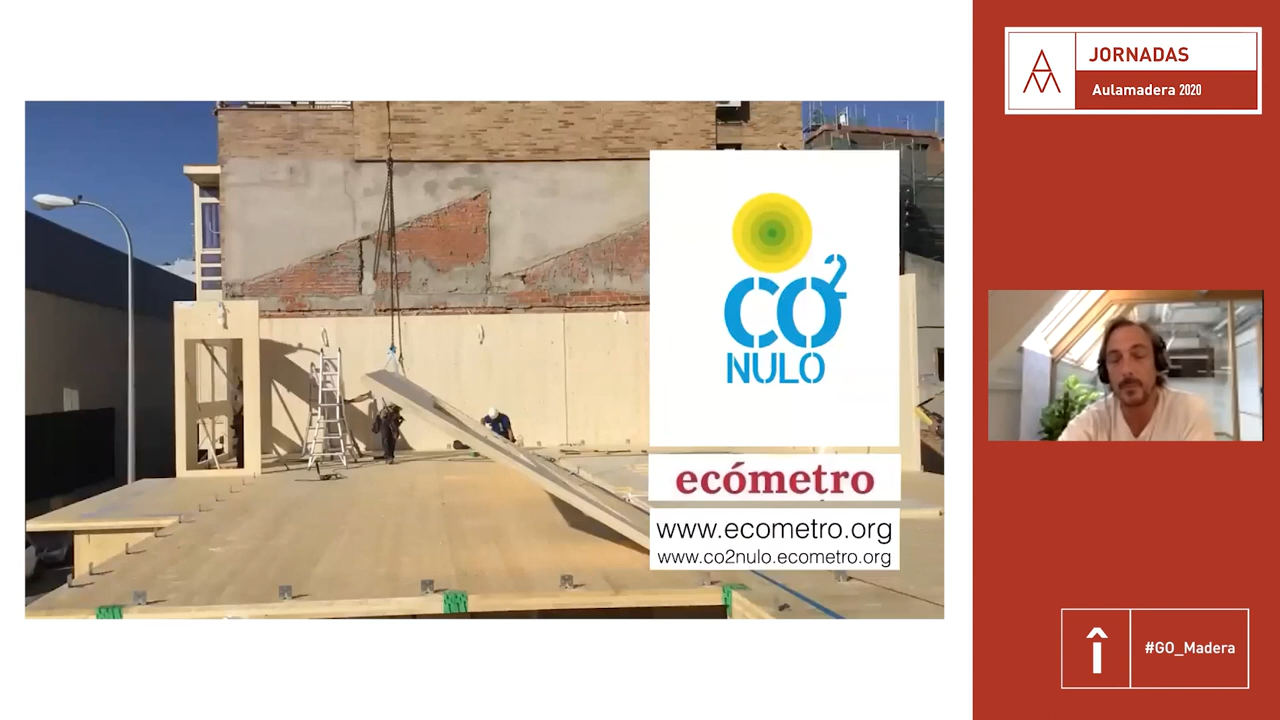 CO2
NULO
ecómetro
www.ecometro.org
www.co2nulo.ecometro.org
JORNADAS
Aulamadera 2020
#GO_Madera